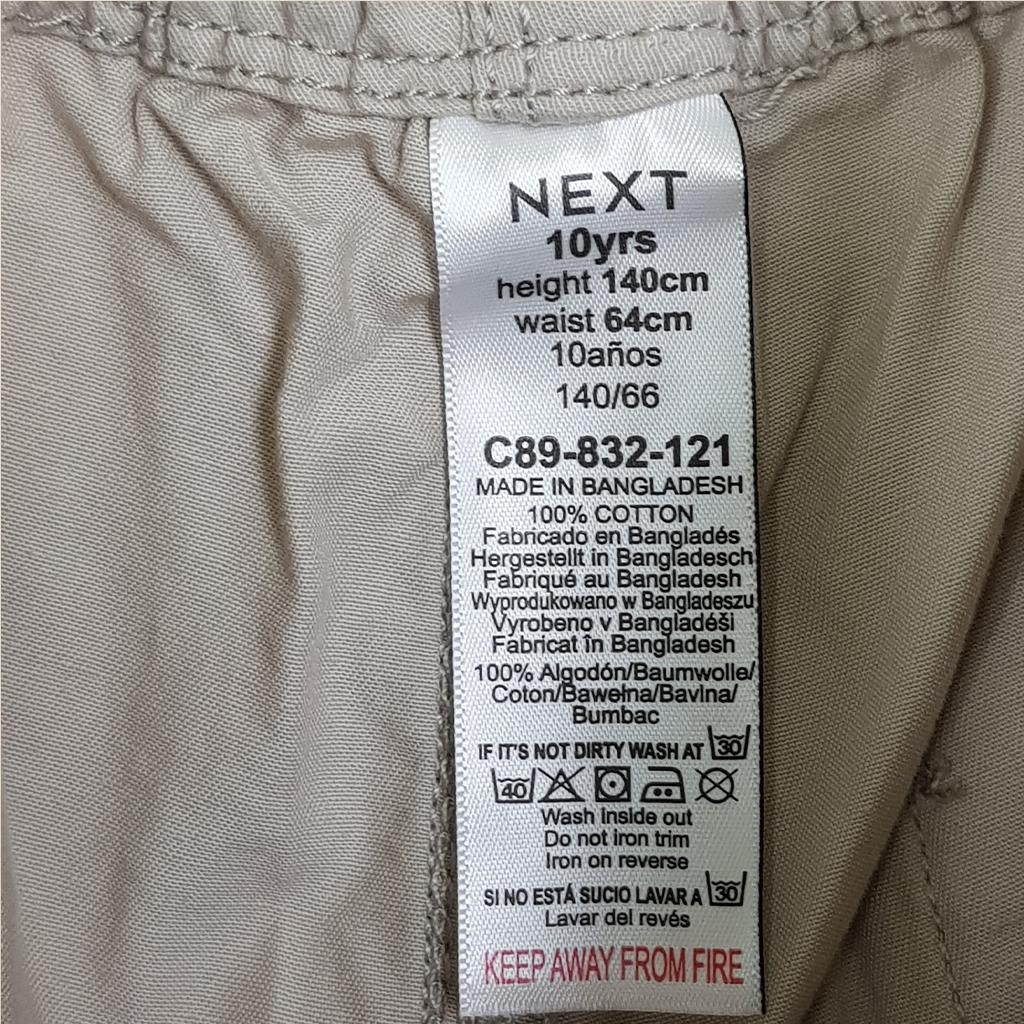 NEXT
10yrs
height 140cm
waist 64cm
10años
140/66
C89-832-121
MADE IN BANGLADESH
100% COTTON
Fabricado en Bangladés
Hergestellt in Bangladesch
Fabriqué au Bangladesh
Wyprodukowano w Bangladeszu
Vyrobeno v Bangladéši
Fabricat în Bangladesh
100% Algodón/Baumwolle/
Coton/Bawełna/Bavlna/
Bumbac
IF IT'S NOT DIRTY WASH AT 30
40
Wash inside out
Do not iron trim
Iron on reverse
SI NO ESTÁ SUCIO LAVAR A 30
Lavar del revés
KEEP AWAY FROM FIRE